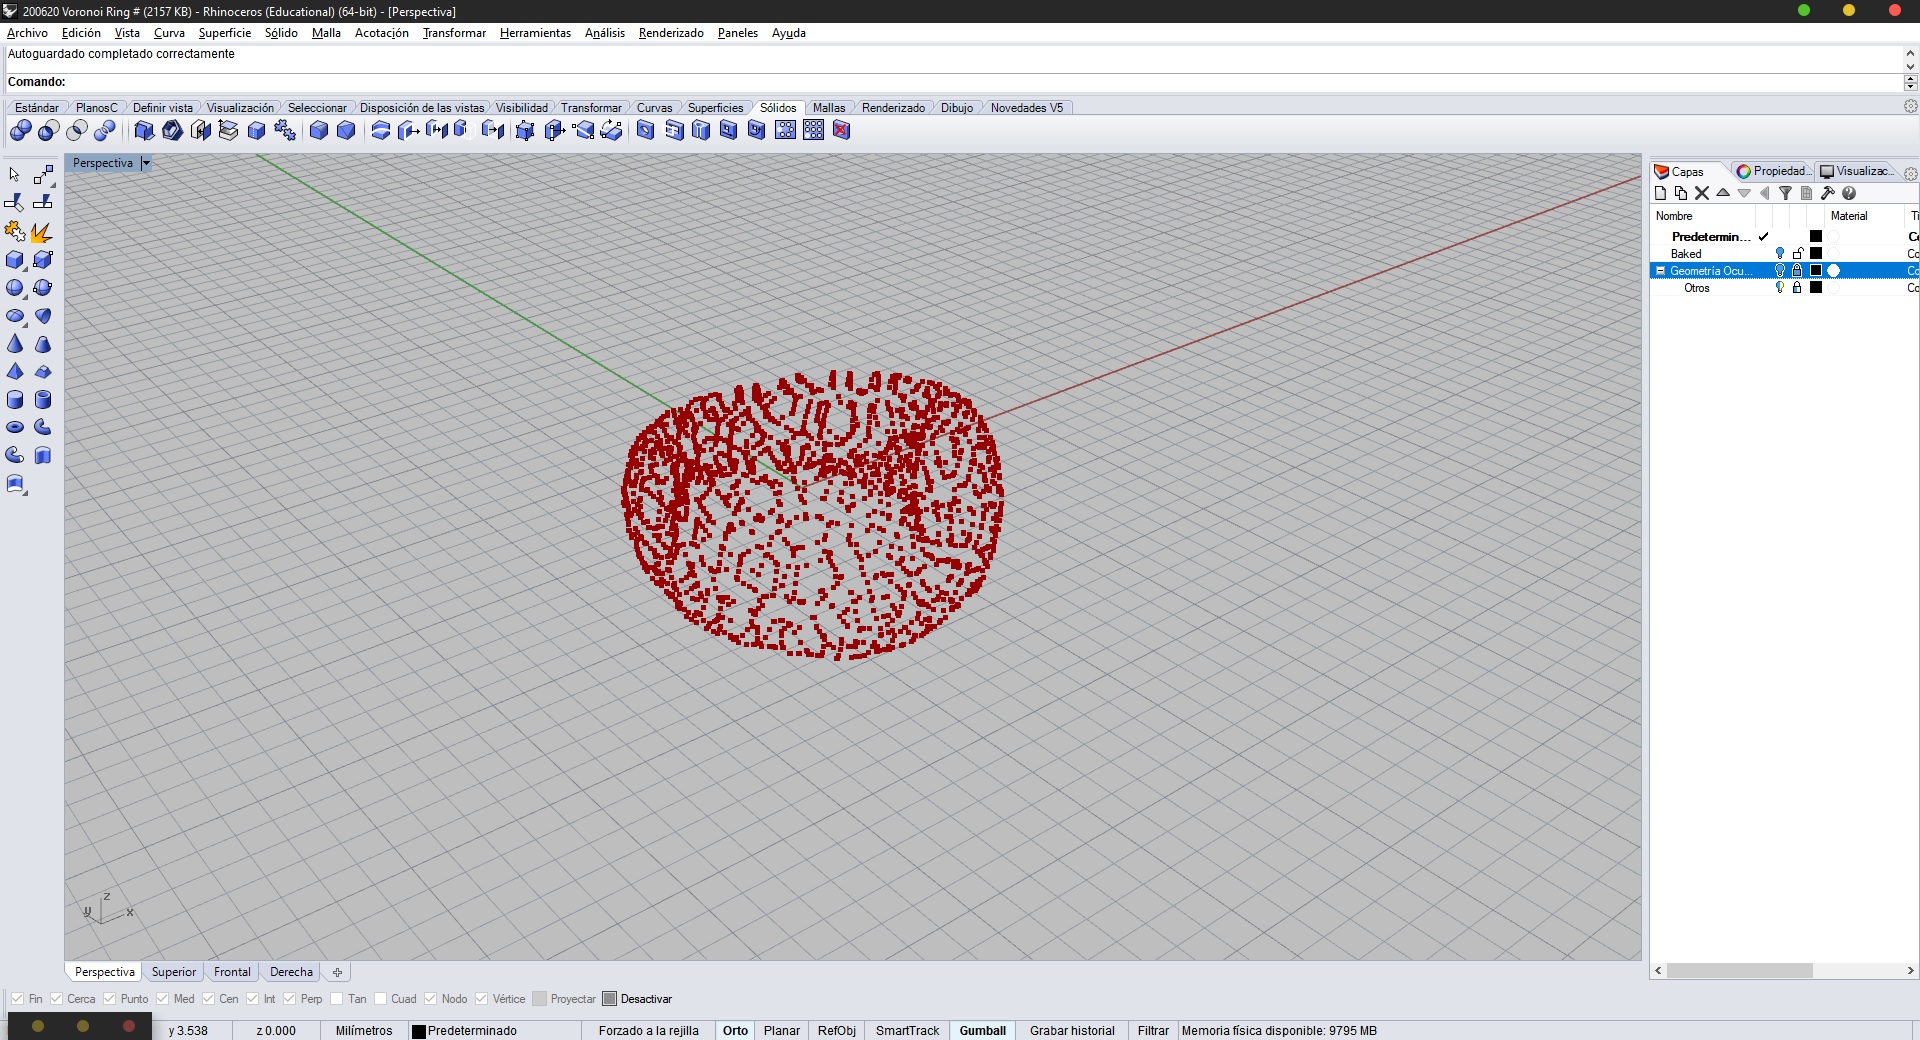 200620 Voronoi Ring # (2157 KB) - Rhinoceros (Educational) (64-bit) - [Perspectiva]
Archivo Edición Vista Curva Superficie Sólido Malla Acotación Transformar Herramientas Análisis Renderizado Paneles Ayuda
Autoguardado completado correctamente
Comando:
Estándar PlanosC Definir vista Visualización Seleccionar Disposición de las vistas Visibilidad Transformar Curvas Superficies Sólidos Mallas Renderizado Dibujo Novedades V5
Perspectiva
Capas Propiedad... Visualizac...
Nombre Material Ti
Predetermin... Co
Baked Co
Geometría Ocu... Co
Otros Co
z
y x
Perspectiva Superior Frontal Derecha
Fin Cerca Punto Med Cen Int Perp Tan Cuad Nodo Vértice Proyectar Desactivar
y 3.538 z 0.000 Milímetros Predeterminado Forzado a la rejilla Orto Planar RefObj SmartTrack Gumball Grabar historial Filtrar Memoria física disponible: 9795 MB